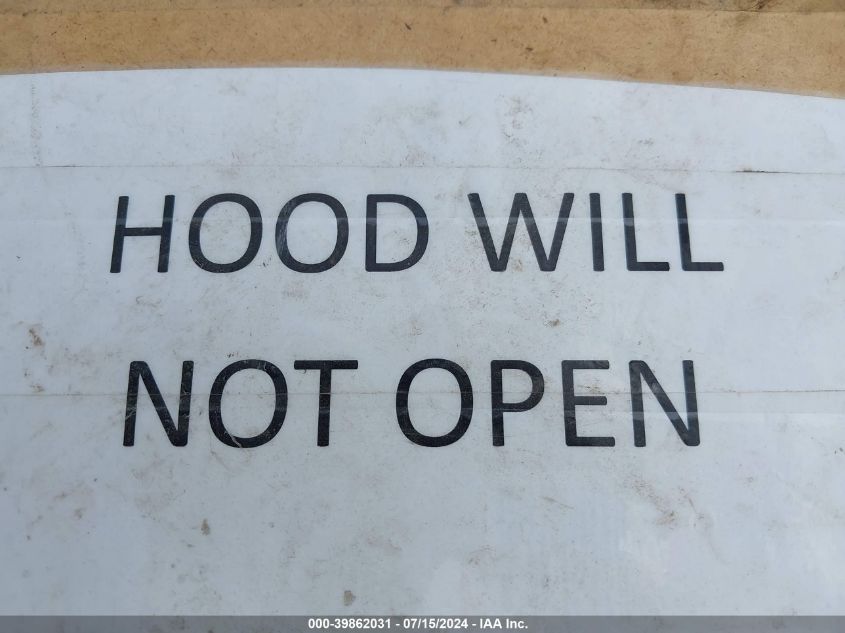 HOOD WILL
NOT OPEN
000-39862031 - 07/15/2024 - IAA Inc.